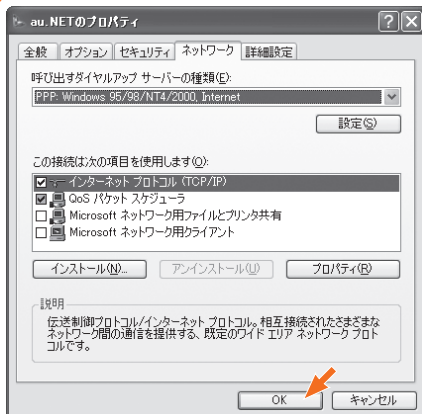 au.NETのプロパティ
全般 オプション セキュリティ ネットワーク 詳細設定
呼び出すダイヤルアップ サーバーの種類(E):
PPP: Windows 95/98/NT4/2000, Internet
設定(S)
この接続は次の項目を使用します(O):
インターネット プロトコル (TCP/IP)
QoS パケット スケジューラ
Microsoft ネットワーク用ファイルとプリンタ共有
Microsoft ネットワーク用クライアント
インストール(N)... アンインストール(U) プロパティ(R)
説明
伝送制御プロトコル/インターネット プロトコル。相互接続されたさまざまな
ネットワーク間の通信を提供する、既定のワイド エリア ネットワーク プロト
コルです。
OK キャンセル